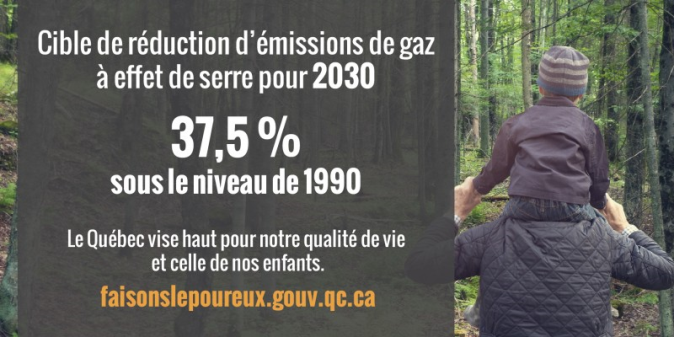 Cible de réduction d’émissions de gaz
à effet de serre pour 2030
37,5 %
sous le niveau de 1990
Le Québec vise haut pour notre qualité de vie
et celle de nos enfants.
faisonslepoureux.gouv.qc.ca